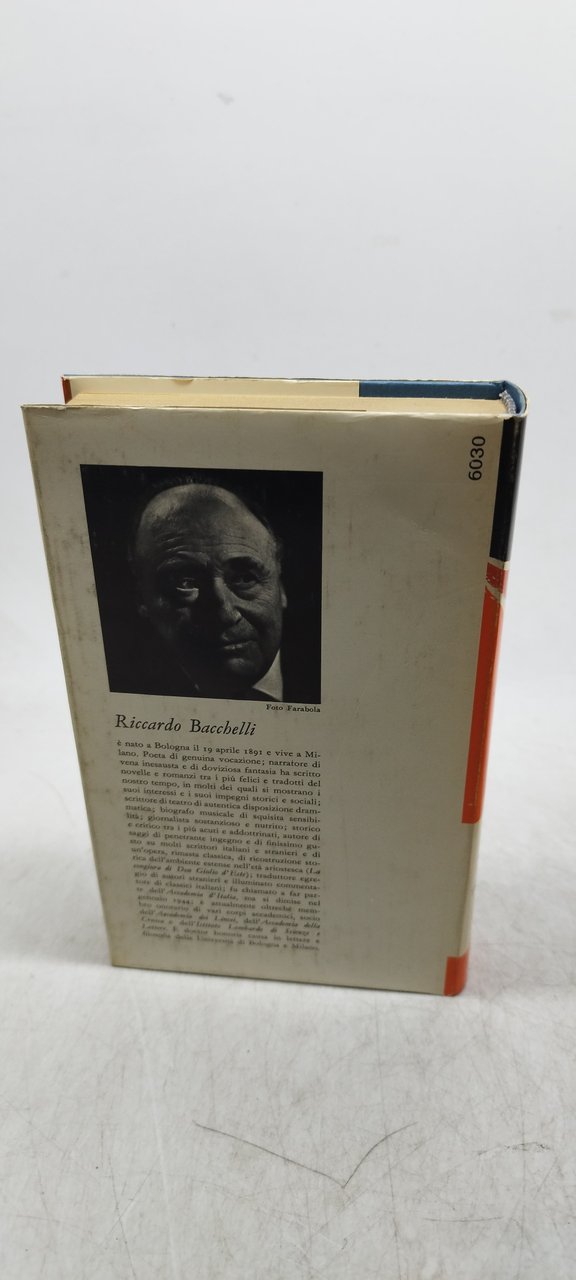 6030
Foto Farabola
Riccardo Bacchelli
è nato a Bologna il 19 aprile 1891 e vive a Mi-
lano. Poeta di genuina vocazione; narratore di
vena inesausta e di doviziosa fantasia ha scritto
novelle e romanzi tra i più felici e tradotti del
nostro tempo, in molti dei quali si mostrano i
suoi interessi e i suoi impegni storici e sociali;
scrittore di teatro di autentica disposizione dram-
matica; biografo musicale di squisita sensibi-
lità; giornalista sostanzioso e nutrito; storico
e critico tra i più acuti e addottrinati, autore di
saggi di penetrante ingegno e di finissimo gu-
sto su molti scrittori italiani e stranieri e di
un'opera, rimasta classica, di ricostruzione sto-
rica dell'ambiente estense nell'età ariostesca (La
congiura di Don Giulio d'Este); traduttore egre-
gio di autori stranieri e illuminato commenta-
tore di classici italiani; fu chiamato a far par-
te dell'Accademia d'Italia, ma si dimise nel
1944; è attualmente oltreché mem-
bro onorario di vari corpi accademici, socio
dell'Accademia dei Lincei, dell'Accademia della
Crusca e dell'Istituto Lombardo di Scienze e
Lettere. È dottor honoris causa in lettere e
filosofia delle Università di Bologna e Milano.